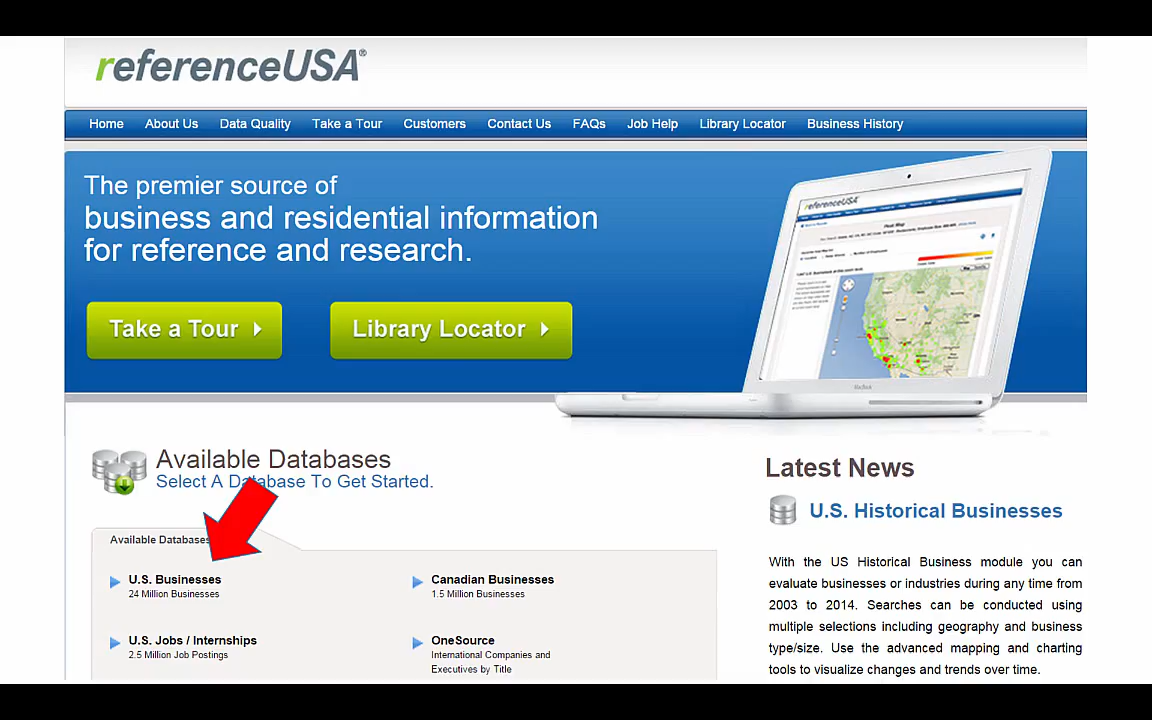 referenceUSA®
Home About Us Data Quality Take a Tour Customers Contact Us FAQs Job Help Library Locator Business History
The premier source of
business and residential information
for reference and research.
Take a Tour
Library Locator
referenceUSA
Available Databases
Select A Database To Get Started.
Available Databases
U.S. Businesses
24 Million Businesses
Canadian Businesses
1.5 Million Businesses
U.S. Jobs / Internships
2.5 Million Job Postings
OneSource
International Companies and
Executives by Title
Latest News
U.S. Historical Businesses
With the US Historical Business module you can
evaluate businesses or industries during any time from
2003 to 2014. Searches can be conducted using
multiple selections including geography and business
type/size. Use the advanced mapping and charting
tools to visualize changes and trends over time.